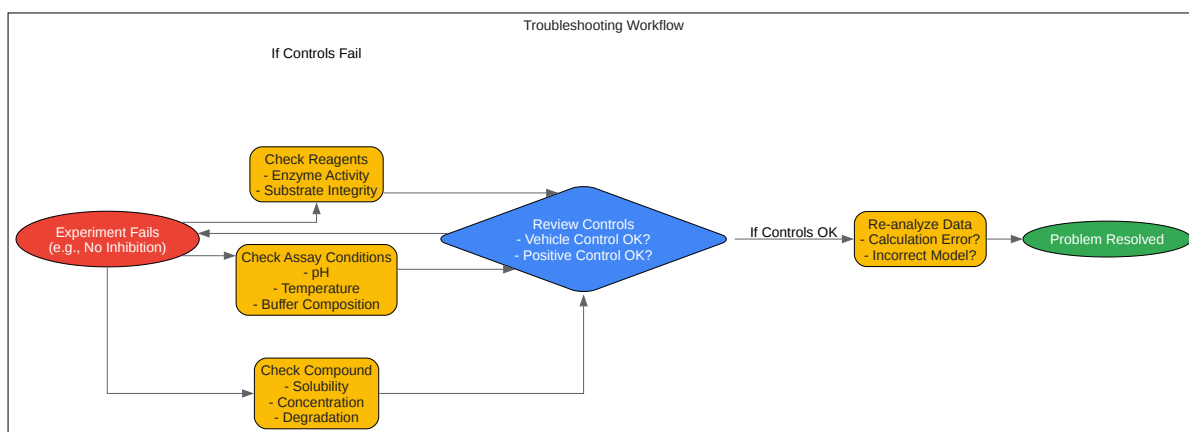 Troubleshooting Workflow
If Controls Fail
Check Reagents
- Enzyme Activity
- Substrate Integrity
Experiment Fails
(e.g., No Inhibition)
Check Assay Conditions
- pH
- Temperature
- Buffer Composition
Check Compound
- Solubility
- Concentration
- Degradation
Review Controls
- Vehicle Control OK?
- Positive Control OK?
If Controls OK
Re-analyze Data
- Calculation Error?
- Incorrect Model?
Problem Resolved